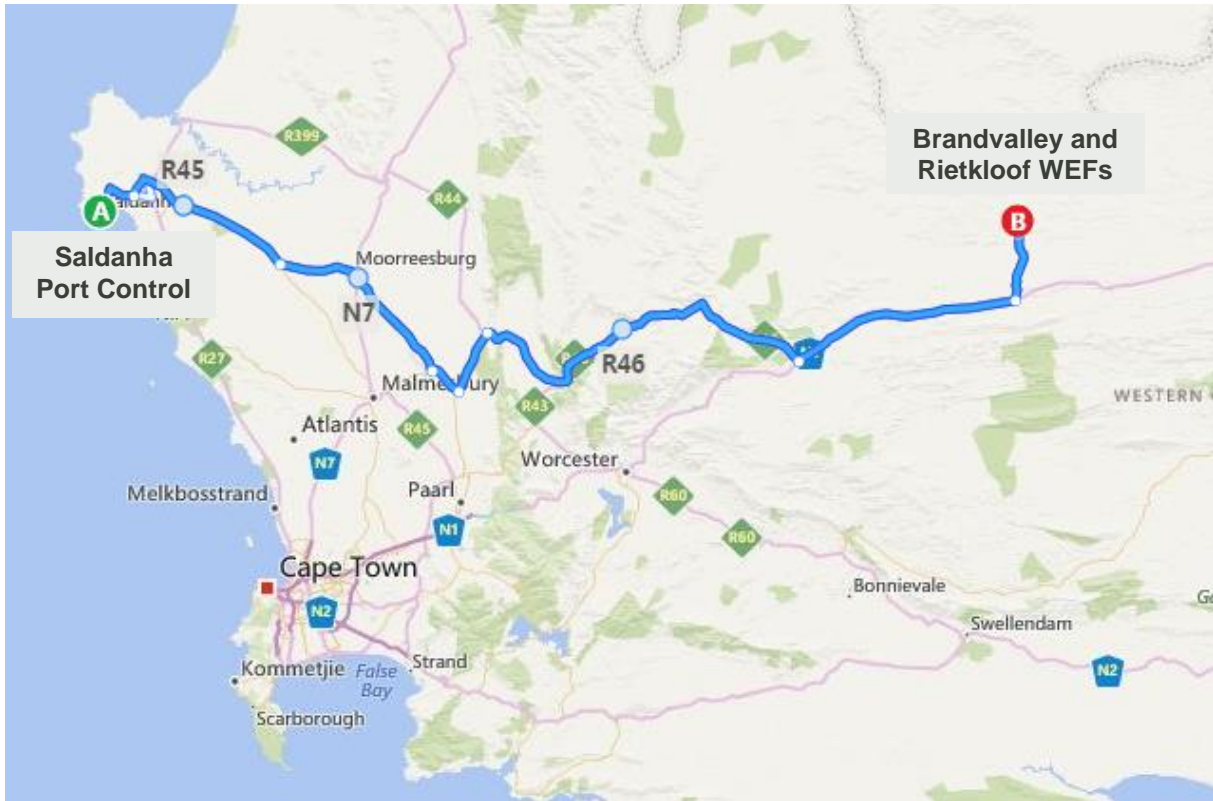 R399
R45
A
Saldanha
Port Control
R44
Brandvalley and
Rietkloof WEFs
B
Moorreesburg
N7
R46
R27
R43
WESTERN
Atlantis
R45
N7
Worcester
Melkbosstrand
Paarl
R60
N1
R60
Cape Town
Bonnievale
N2
Swellendam
Kommetjie
False
Bay
Strand
N2
Scarborough